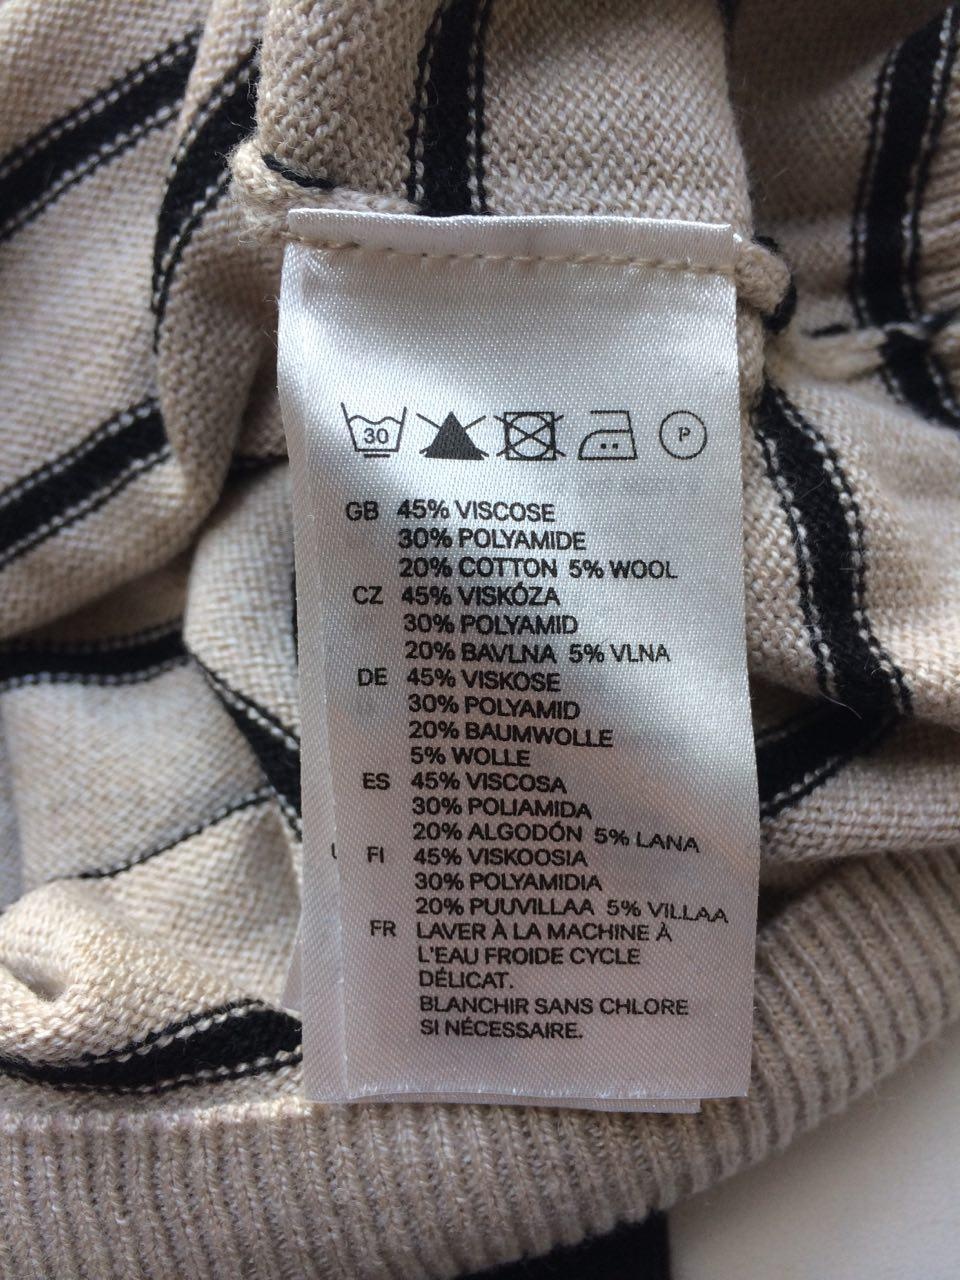 30 P
GB 45% VISCOSE
30% POLYAMIDE
20% COTTON 5% WOOL
CZ 45% VISKÓZA
30% POLYAMID
20% BAVLNA 5% VLNA
DE 45% VISKOSE
30% POLYAMID
20% BAUMWOLLE
5% WOLLE
ES 45% VISCOSA
30% POLIAMIDA
20% ALGODÓN 5% LANA
FI 45% VISKOOSIA
30% POLYAMIDIA
20% PUUVILLAA 5% VILLAA
FR LAVER À LA MACHINE À
L'EAU FROIDE CYCLE
DÉLICAT.
BLANCHIR SANS CHLORE
SI NÉCESSAIRE.